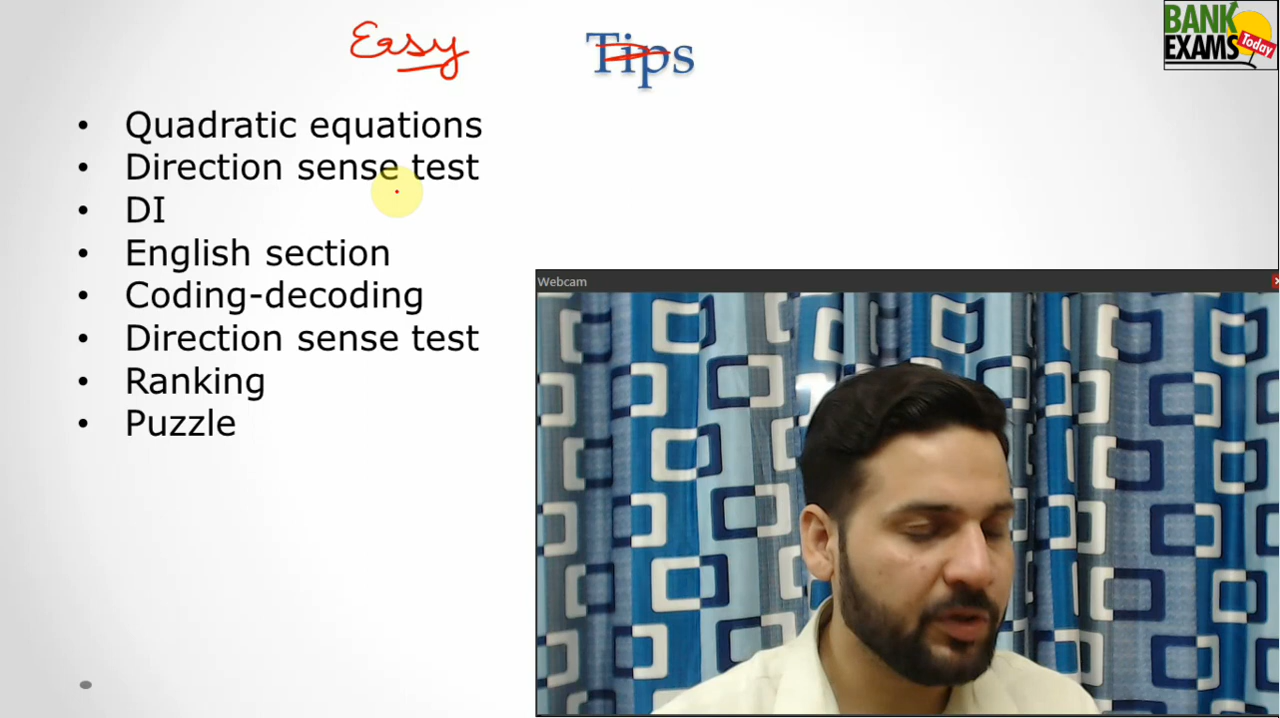 Easy Tips
BANK
EXAMS Today
• Quadratic equations
• Direction sense test
• DI
• English section
• Coding-decoding
• Direction sense test
• Ranking
• Puzzle
Webcam